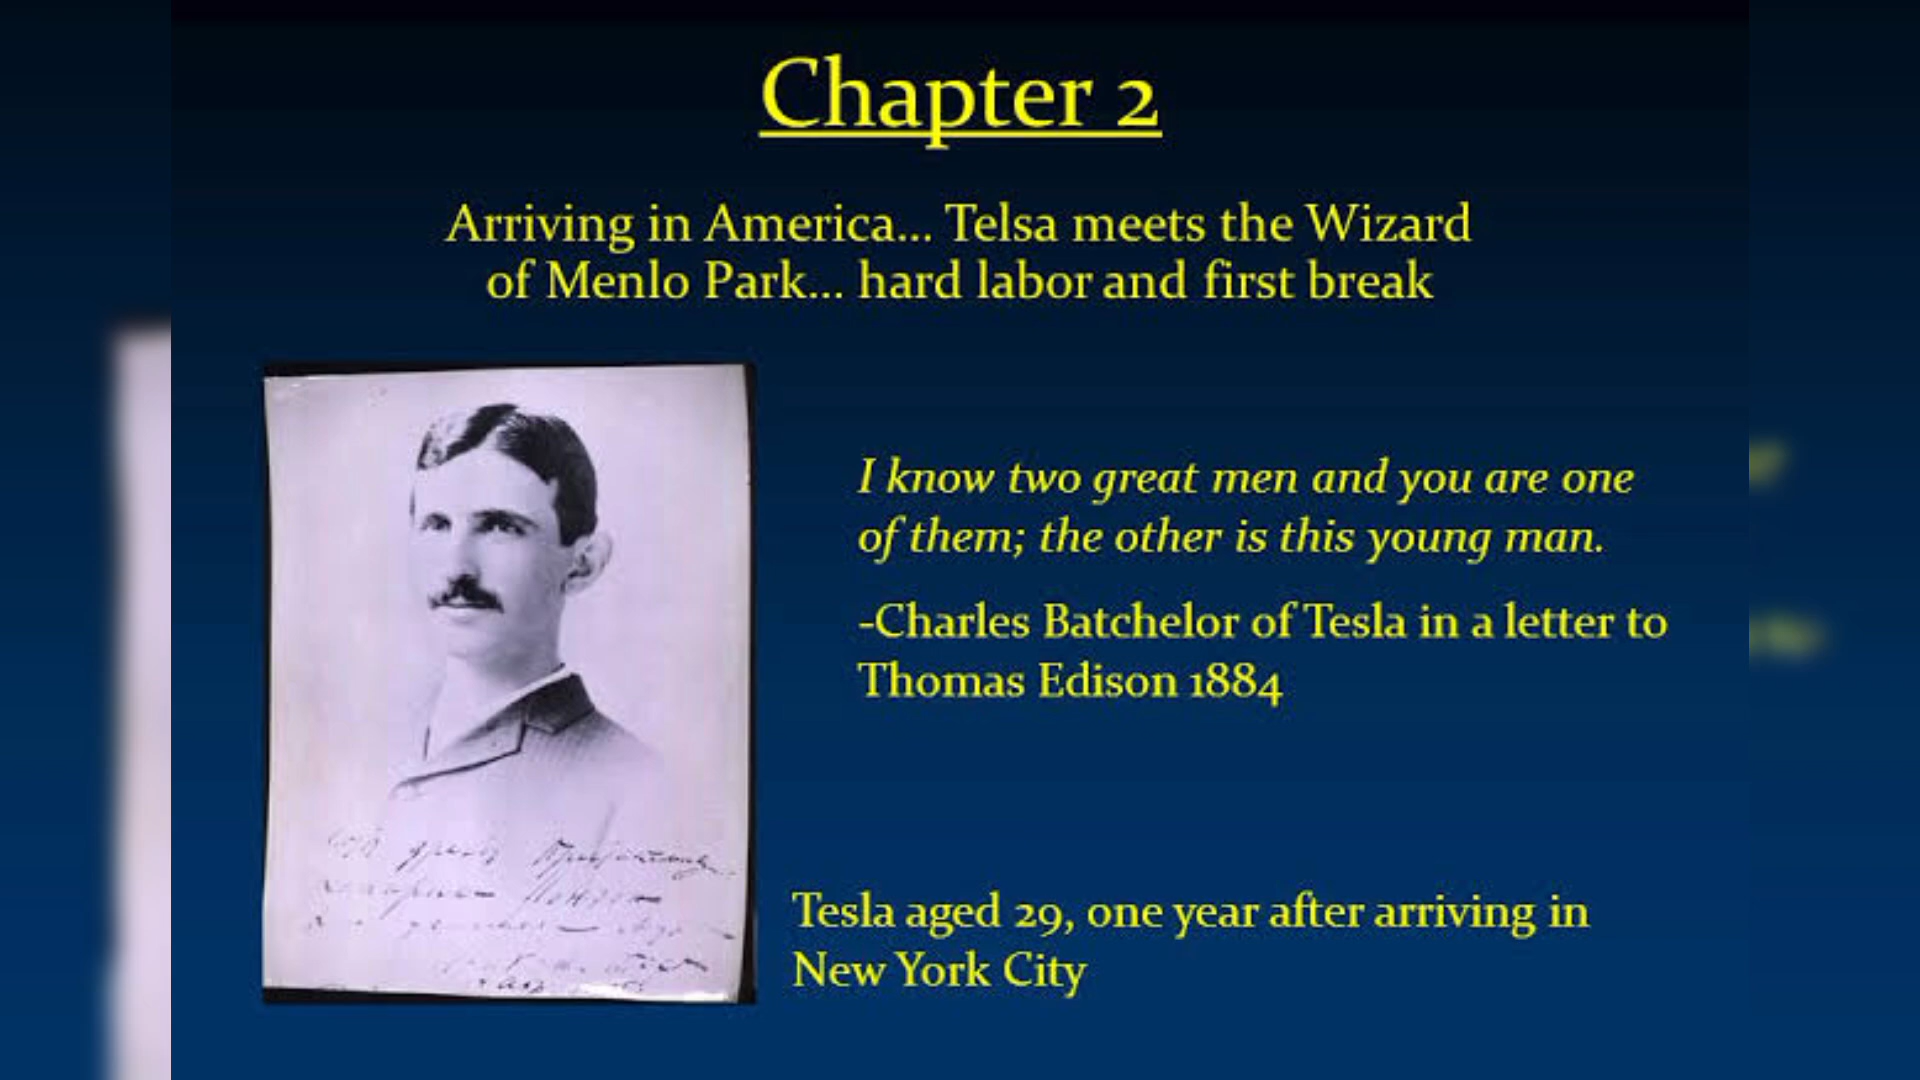 Chapter 2
Arriving in America... Telsa meets the Wizard
of Menlo Park... hard labor and first break
I know two great men and you are one
of them; the other is this young man.
-Charles Batchelor of Tesla in a letter to
Thomas Edison 1884
Tesla aged 29, one year after arriving in
New York City